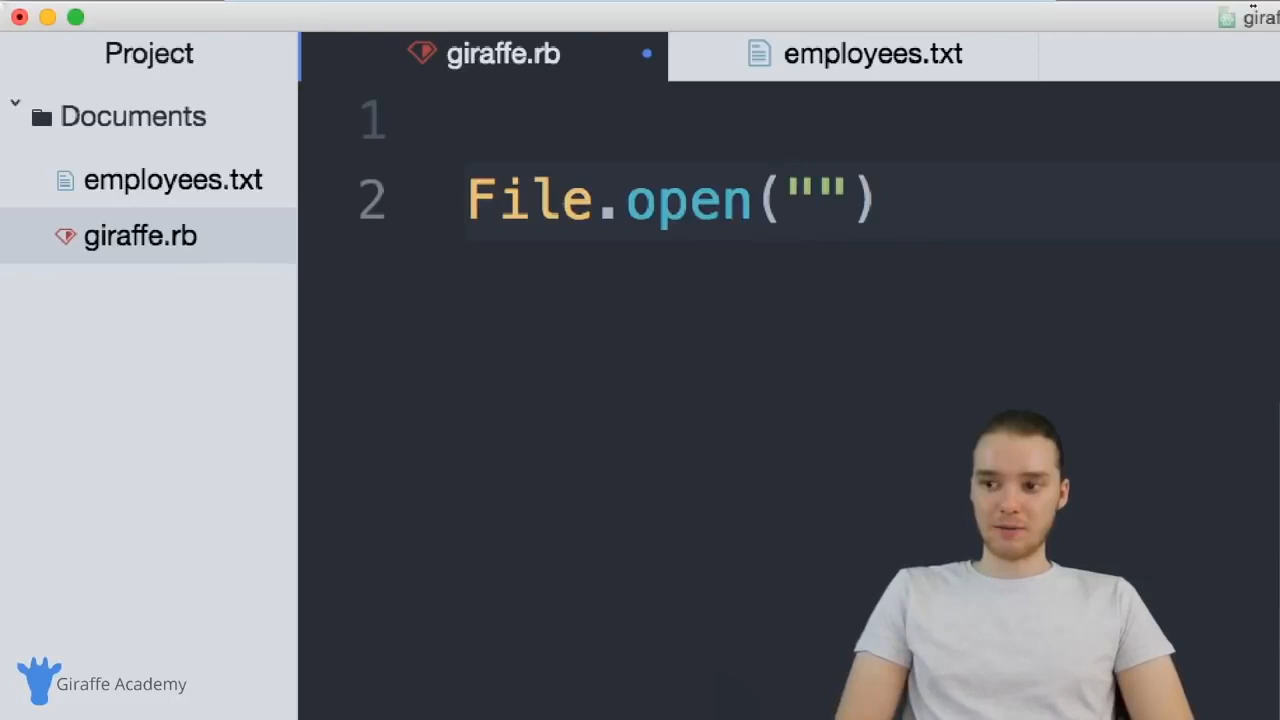 Project
giraffe.rb
employees.txt
giraf
Documents
employees.txt
giraffe.rb
1
2 File.open("")
Giraffe Academy